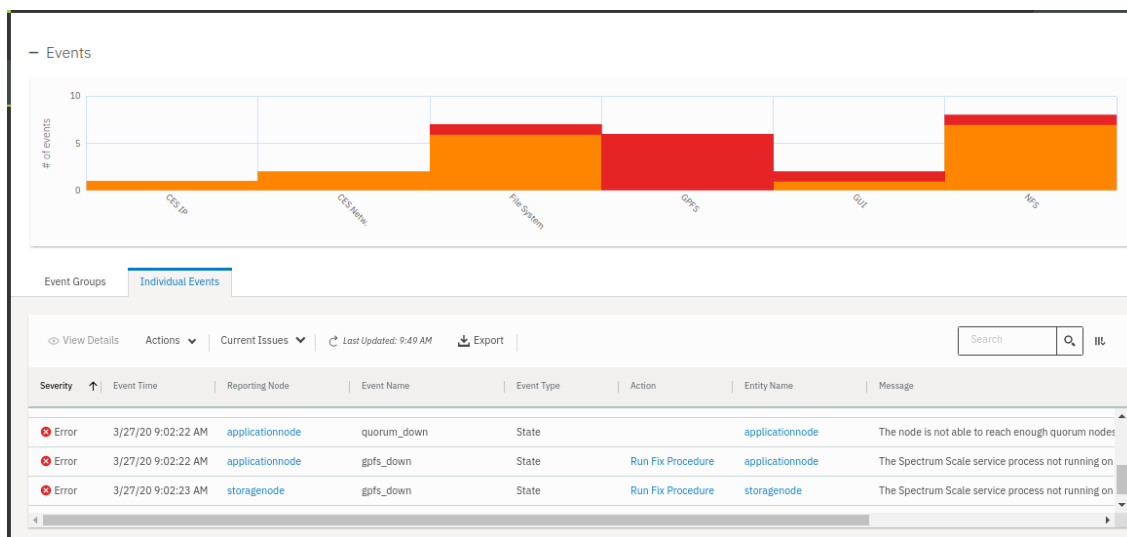 – Events
10
5
0
# of events
CES IP
CES Netw.
File System
GPFS
GUI
NFS
Event Groups Individual Events
View Details Actions Current Issues Last Updated: 9:49 AM Export Search
Severity Event Time Reporting Node Event Name Event Type Action Entity Name Message
Error 3/27/20 9:02:22 AM applicationnode quorum_down State applicationnode The node is not able to reach enough quorum nodes
Error 3/27/20 9:02:22 AM applicationnode gpfs_down State Run Fix Procedure applicationnode The Spectrum Scale service process not running on
Error 3/27/20 9:02:23 AM storagenode gpfs_down State Run Fix Procedure storagenode The Spectrum Scale service process not running on